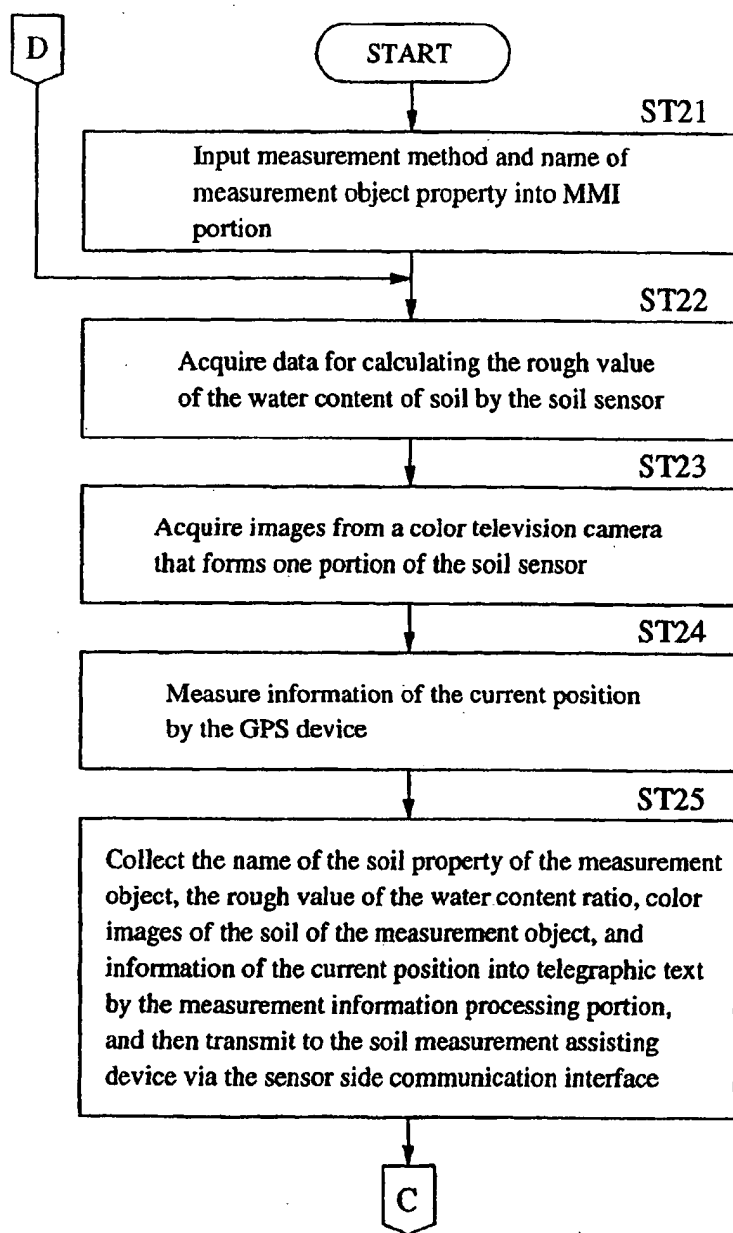 D
START
ST21
Input measurement method and name of
measurement object property into MMI
portion
ST22
Acquire data for calculating the rough value
of the water content of soil by the soil sensor
ST23
Acquire images from a color television camera
that forms one portion of the soil sensor
ST24
Measure information of the current position
by the GPS device
ST25
Collect the name of the soil property of the measurement
object, the rough value of the water content ratio, color
images of the soil of the measurement object, and
information of the current position into telegraphic text
by the measurement information processing portion,
and then transmit to the soil measurement assisting
device via the sensor side communication interface
C